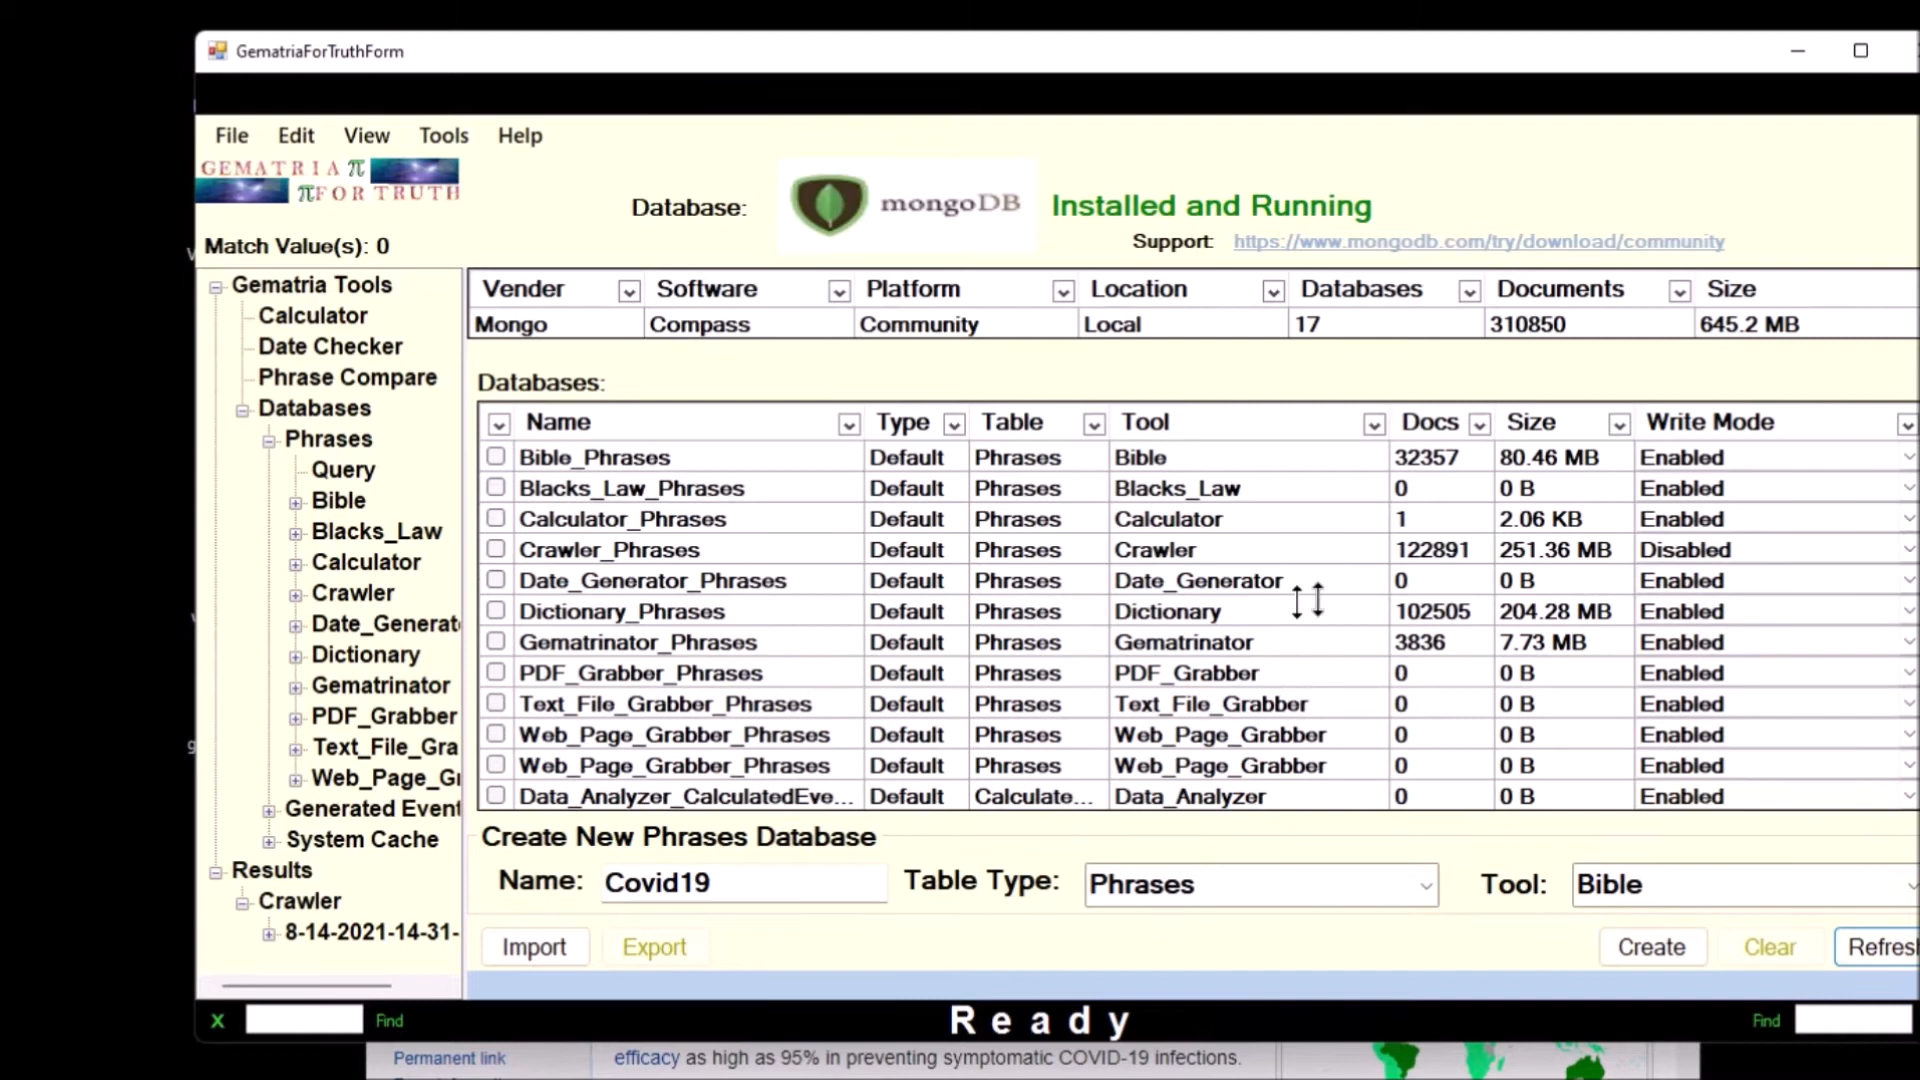 GematriaForTruthForm
File Edit View Tools Help
GEMATRIA π
πFOR TRUTH
Database: mongoDB Installed and Running
Support: https://www.mongodb.com/try/download/community
Match Value(s): 0
Gematria Tools
Calculator
Date Checker
Phrase Compare
Databases
Phrases
Query
Bible
Blacks_Law
Calculator
Crawler
Date_Generat
Dictionary
Gematrinator
PDF_Grabber
Text_File_Gra
Web_Page_G
Generated Event
System Cache
Results
Crawler
8-14-2021-14-31-
Vender Software Platform Location Databases Documents Size
Mongo Compass Community Local 17 310850 645.2 MB
Databases:
Name Type Table Tool Docs Size Write Mode
Bible_Phrases Default Phrases Bible 32357 80.46 MB Enabled
Blacks_Law_Phrases Default Phrases Blacks_Law 0 0 B Enabled
Calculator_Phrases Default Phrases Calculator 1 2.06 KB Enabled
Crawler_Phrases Default Phrases Crawler 122891 251.36 MB Disabled
Date_Generator_Phrases Default Phrases Date_Generator 0 0 B Enabled
Dictionary_Phrases Default Phrases Dictionary 102505 204.28 MB Enabled
Gematrinator_Phrases Default Phrases Gematrinator 3836 7.73 MB Enabled
PDF_Grabber_Phrases Default Phrases PDF_Grabber 0 0 B Enabled
Text_File_Grabber_Phrases Default Phrases Text_File_Grabber 0 0 B Enabled
Web_Page_Grabber_Phrases Default Phrases Web_Page_Grabber 0 0 B Enabled
Web_Page_Grabber_Phrases Default Phrases Web_Page_Grabber 0 0 B Enabled
Data_Analyzer_CalculatedEve... Default Calculate... Data_Analyzer 0 0 B Enabled
Create New Phrases Database
Name: Covid19 Table Type: Phrases Tool: Bible
Import Export Create Clear Refresh
X Find Ready Find
Permanent link efficacy as high as 95% in preventing symptomatic COVID-19 infections.